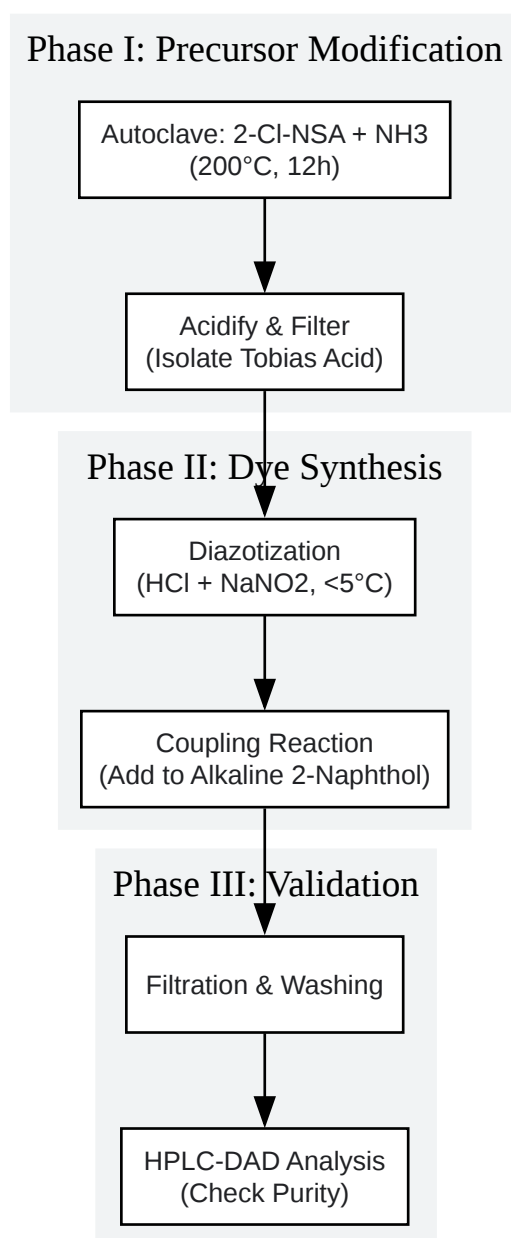 Phase I: Precursor Modification
Autoclave: 2-Cl-NSA + NH3
(200°C, 12h)
Acidify & Filter
(Isolate Tobias Acid)
Phase II: Dye Synthesis
Diazotization
(HCl + NaNO2, <5°C)
Coupling Reaction
(Add to Alkaline 2-Naphthol)
Phase III: Validation
Filtration & Washing
HPLC-DAD Analysis
(Check Purity)